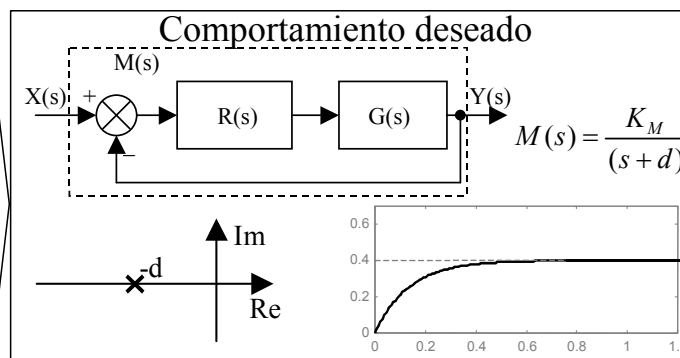 Comportamiento deseado
M(s)
X(s) + Y(s)
R(s) G(s)
−
M(s) = K_M / (s + d)
Im
-d
Re
0.6
0.4
0.2
0
0 0.2 0.4 0.6 0.8 1 1.